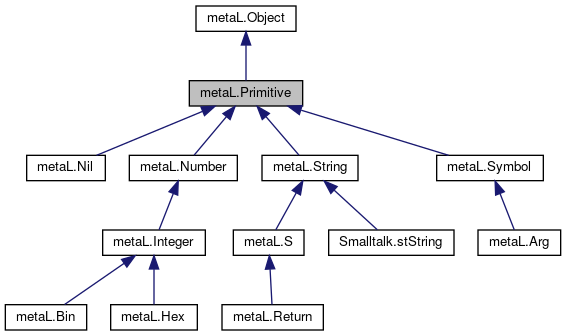 metaL.Object
metaL.Primitive
metaL.Nil
metaL.Number
metaL.String
metaL.Symbol
metaL.Integer
metaL.S
Smalltalk.stString
metaL.Arg
metaL.Bin
metaL.Hex
metaL.Return